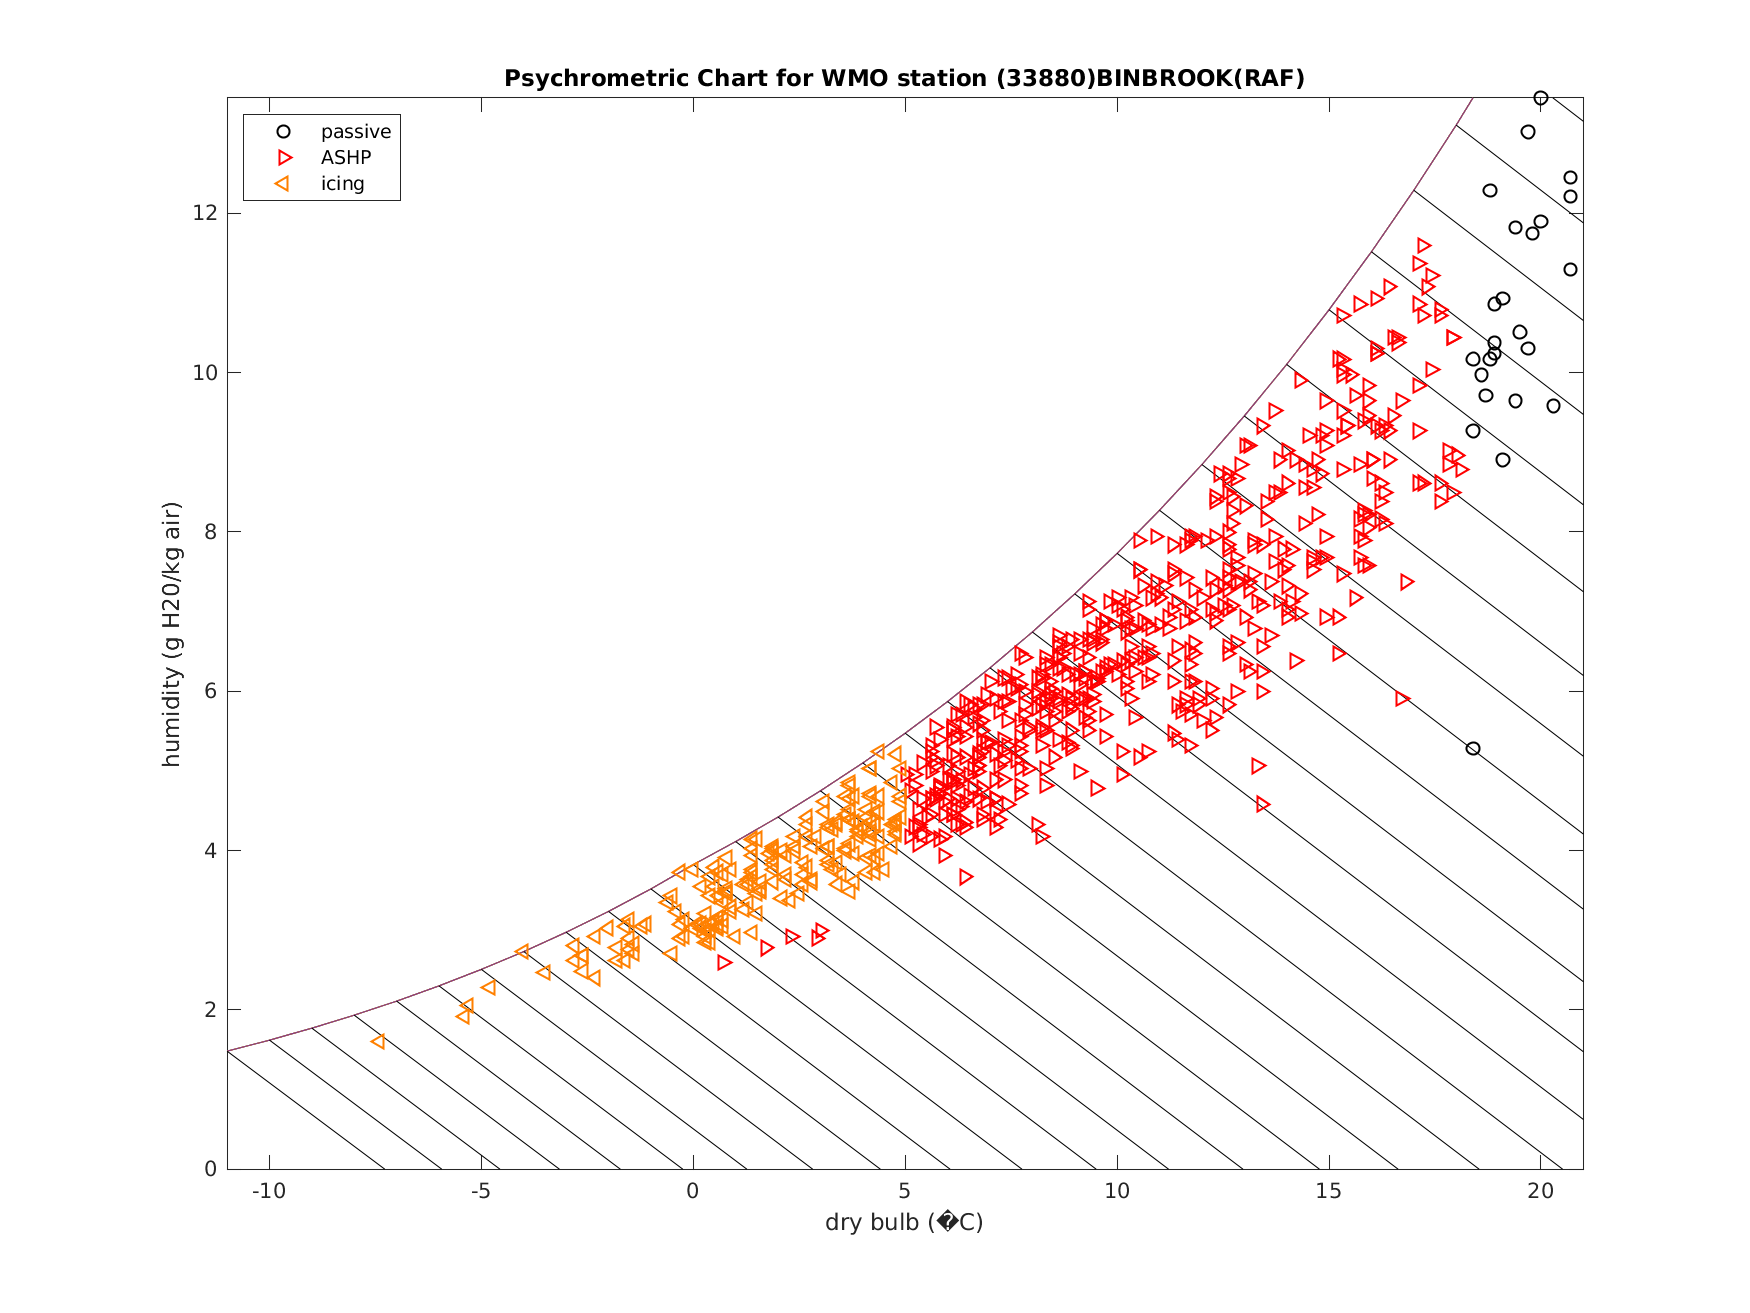 Psychrometric Chart for WMO station (33880)BINBROOK(RAF)
passive
ASHP
icing
humidity (g H20/kg air)
12
10
8
6
4
2
0
-10 -5 0 5 10 15 20
dry bulb (�C)